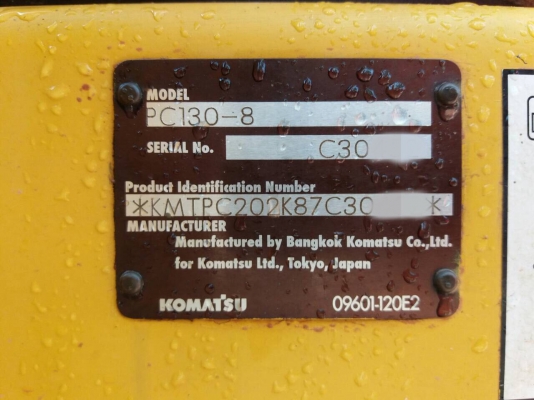 MODEL
PC130-8
SERIAL No. C30
Product Identification Number
*KMTPC202K87C30 *
MANUFACTURER
Manufactured by Bangkok Komatsu Co.,Ltd.
for Komatsu Ltd., Tokyo, Japan
KOMATSU 09601-120E2